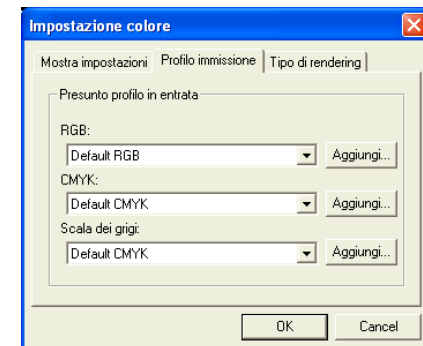 Impostazione colore
Mostra impostazioni Profilo immissione Tipo di rendering
Presunto profilo in entrata
RGB:
Default RGB Aggiungi...
CMYK:
Default CMYK Aggiungi...
Scala dei grigi:
Default CMYK Aggiungi...
OK Cancel